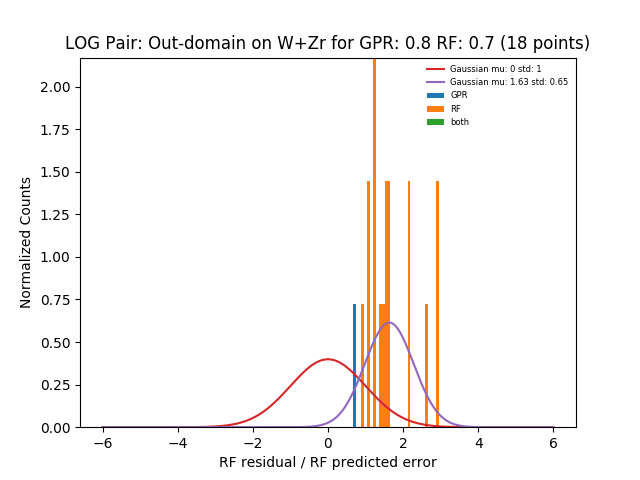 LOG Pair: Out-domain on W+Zr for GPR: 0.8 RF: 0.7 (18 points)
Gaussian mu: 0 std: 1
Gaussian mu: 1.63 std: 0.65
GPR
RF
both
Normalized Counts
2.00
1.75
1.50
1.25
1.00
0.75
0.50
0.25
0.00
−6
−4
−2
0
2
4
6
RF residual / RF predicted error